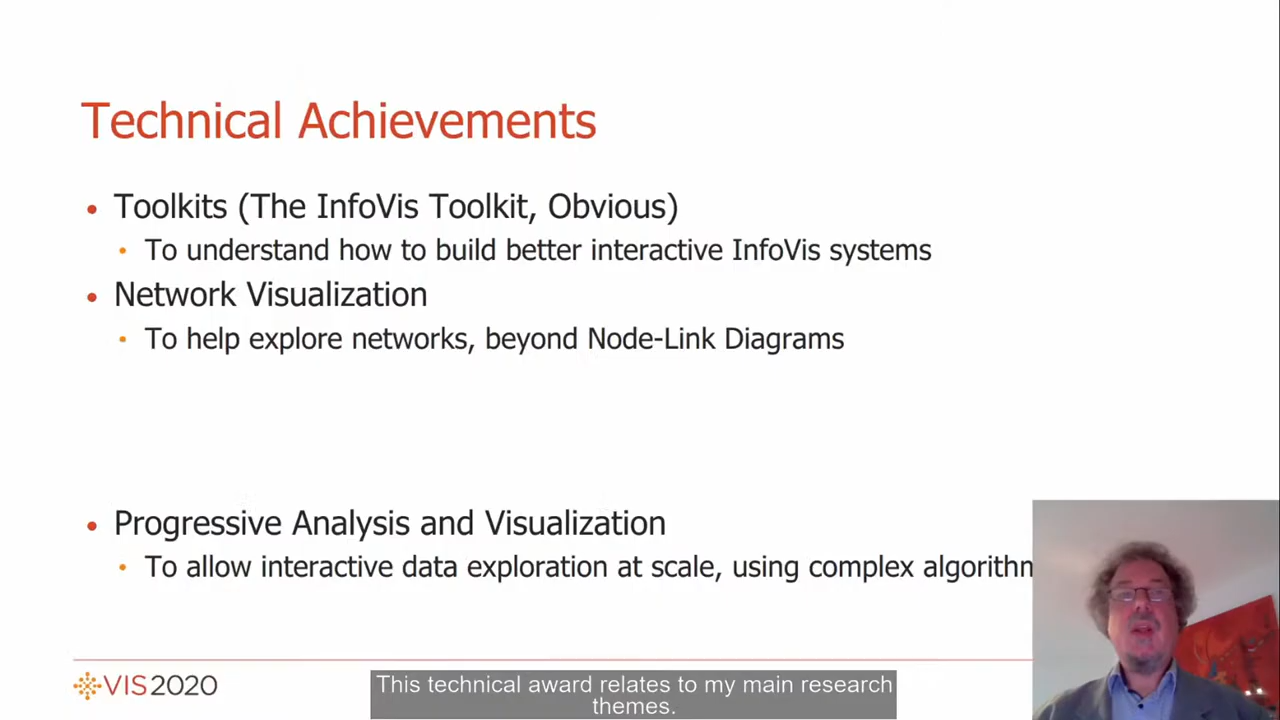 Technical Achievements
• Toolkits (The InfoVis Toolkit, Obvious)
• To understand how to build better interactive InfoVis systems
• Network Visualization
• To help explore networks, beyond Node-Link Diagrams
• Progressive Analysis and Visualization
• To allow interactive data exploration at scale, using complex algorithm
VIS2020
This technical award relates to my main research
themes.